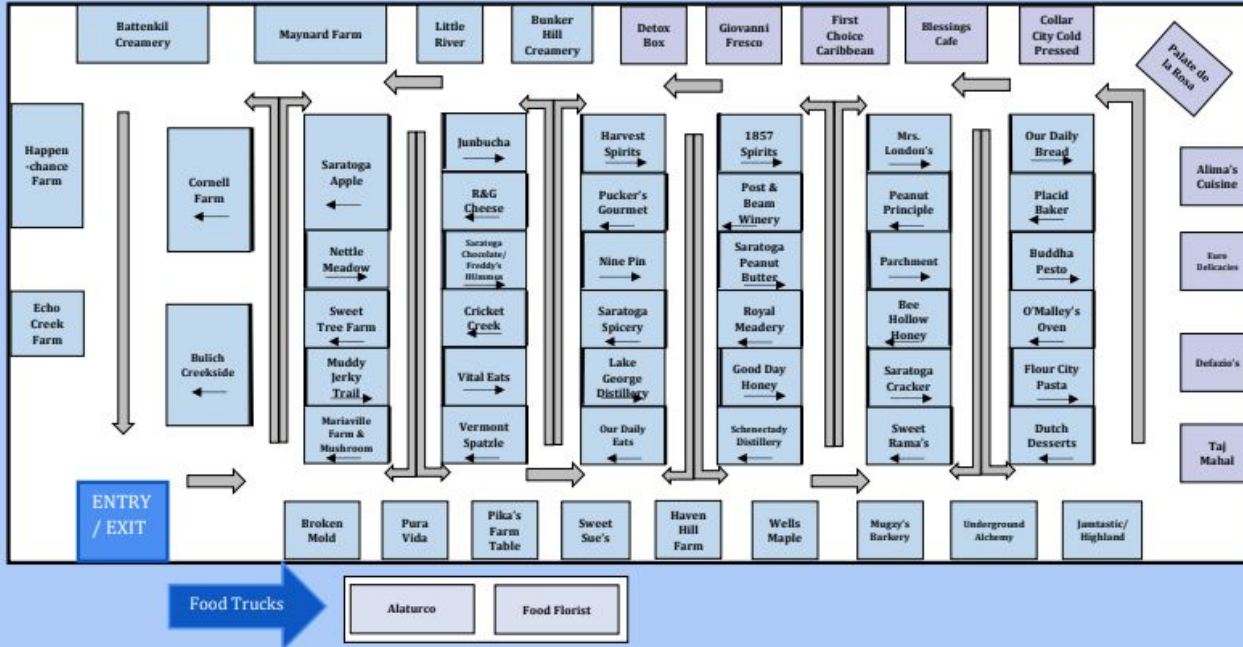 Battenkil
Creamery
Maynard Farm
Little
River
Bunker
Hill
Creamery
Detox
Box
Giovanni
Fresco
First
Choice
Caribbean
Blessings
Cafe
Collar
City Cold
Pressed
Palate de
la Rosa
Happen
-chance
Farm
Echo
Creek
Farm
Cornell
Farm
Bulich
Creekside
Saratoga
Apple
Nettle
Meadow
Sweet
Tree Farm
Muddy
Jerky
Trail
Mariaville
Farm &
Mushroom
Junbucha
R&G
Cheese
Saratoga
Chocolate/
Freddy's
HUmmus
Cricket
Creek
Vital Eats
Vermont
Spatzle
Harvest
Spirits
Pucker's
Gourmet
Nine Pin
Saratoga
Spicery
Lake
George
Distillery
Our Daily
Eats
1857
Spirits
Post &
Beam
Winery
Saratoga
Peanut
Butter
Royal
Meadery
Good Day
Honey
Schenectady
Distillery
Mrs.
London's
Peanut
Principle
Parchment
Bee
Hollow
Honey
Saratoga
Cracker
Sweet
Rama's
Our Daily
Bread
Placid
Baker
Buddha
Pesto
O'Malley's
Oven
Flour City
Pasta
Dutch
Desserts
Alima's
Cuisine
Euro
Delicacies
Defazio's
Taj
Mahal
ENTRY
/ EXIT
Broken
Mold
Pura
Vida
Pika's
Farm
Table
Sweet
Sue's
Haven
Hill
Farm
Wells
Maple
Mugzy's
Barkery
Underground
Alchemy
Jamtastic/
Highland
Food Trucks
Alaturco
Food Florist